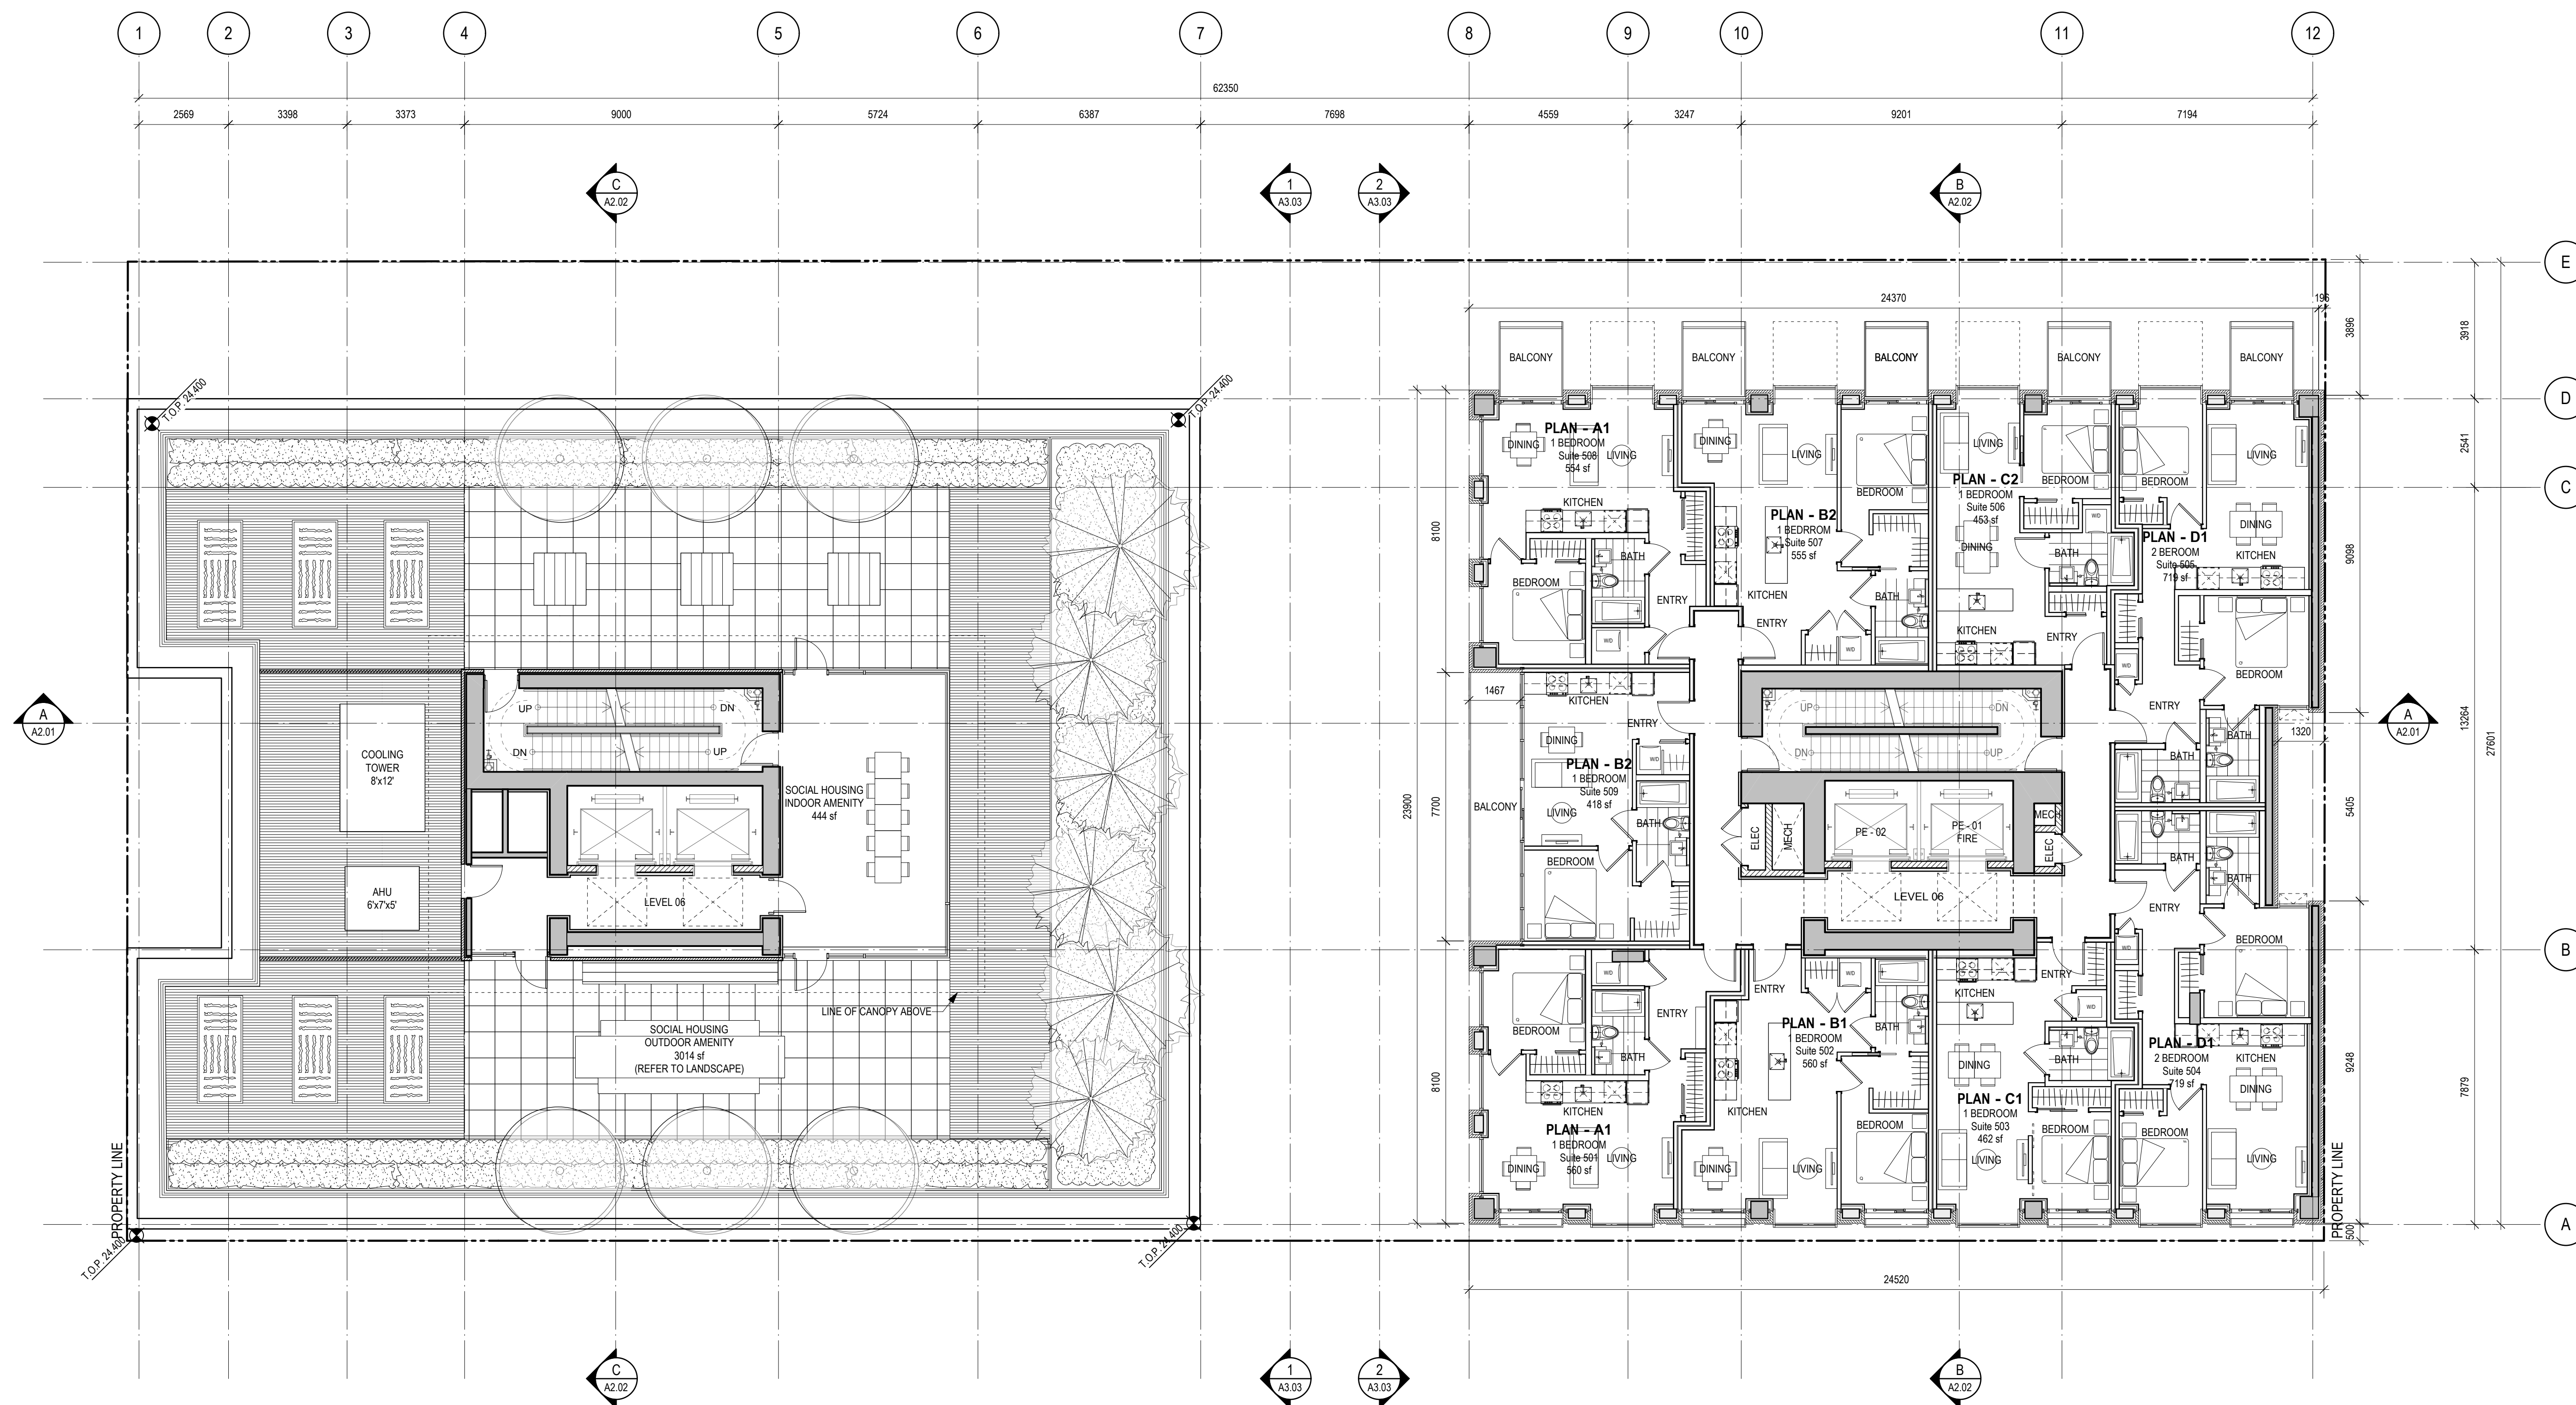 1
2
3
4
5
6
7
8
9
10
11
12
62350
2569
3398
3373
9000
5724
6387
7698
4559
3247
9201
7194
C
A2.02
1
A3.03
2
A3.03
B
A2.02
E
D
C
B
A
24370
196
3896
3918
2541
9098
13264
27601
5405
9248
7879
500
T.O.P. 24.400
T.O.P. 24.400
BALCONY
BALCONY
BALCONY
BALCONY
BALCONY
PLAN - A1
1 BEDROOM
Suite 508
554 sf
DINING
LIVING
KITCHEN
BEDROOM
BATH
ENTRY
W/D
PLAN - B2
1 BEDRROM
Suite 507
555 sf
DINING
LIVING
BEDROOM
KITCHEN
BATH
ENTRY
W/D
PLAN - C2
1 BEDROOM
Suite 506
453 sf
LIVING
BEDROOM
DINING
BATH
W/D
KITCHEN
ENTRY
PLAN - D1
2 BEROOM
Suite 505
719 sf
BEDROOM
LIVING
DINING
KITCHEN
W/D
BEDROOM
ENTRY
BATH
BATH
1320
8100
7700
23900
8100
1467
A
A2.01
A
A2.01
COOLING
TOWER
8'x12'
AHU
6'x7'x5'
UP
DN
DN
UP
SOCIAL HOUSING
INDOOR AMENITY
444 sf
LEVEL 06
LINE OF CANOPY ABOVE
SOCIAL HOUSING
OUTDOOR AMENITY
3014 sf
(REFER TO LANDSCAPE)
KITCHEN
ENTRY
DINING
W/D
PLAN - B2
1 BEDROOM
Suite 509
418 sf
BALCONY
LIVING
BATH
BEDROOM
UP
DN
DN
UP
ELEC
MECH
PE - 02
PE - 01
FIRE
MECH
ELEC
LEVEL 06
BATH
BATH
ENTRY
W/D
BEDROOM
PLAN - D1
2 BEDROOM
Suite 504
719 sf
KITCHEN
DINING
BEDROOM
LIVING
W/D
BEDROOM
ENTRY
BATH
KITCHEN
PLAN - A1
1 BEDROOM
Suite 501
560 sf
DINING
LIVING
ENTRY
W/D
PLAN - B1
1 BEDROOM
Suite 502
560 sf
BATH
KITCHEN
BEDROOM
DINING
LIVING
KITCHEN
ENTRY
W/D
DINING
BATH
PLAN - C1
1 BEDROOM
Suite 503
462 sf
BEDROOM
LIVING
PROPERTY LINE
PROPERTY LINE
T.O.P. 24.400
T.O.P. 24.400
24520
C
A2.02
1
A3.03
2
A3.03
B
A2.02